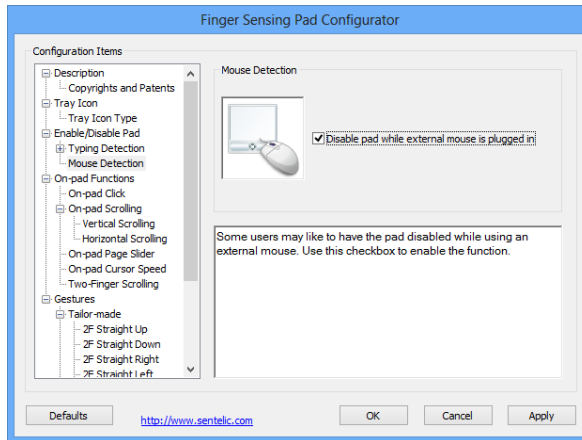 Finger Sensing Pad Configurator
Configuration Items
Description
Copyrights and Patents
Tray Icon
Tray Icon Type
Enable/Disable Pad
Typing Detection
Mouse Detection
On-pad Functions
On-pad Click
On-pad Scrolling
Vertical Scrolling
Horizontal Scrolling
On-pad Page Slider
On-pad Cursor Speed
Two-Finger Scrolling
Gestures
Tailor-made
2F Straight Up
2F Straight Down
2F Straight Right
2F Straight Left
Mouse Detection
Disable pad while external mouse is plugged in
Some users may like to have the pad disabled while using an
external mouse. Use this checkbox to enable the function.
Defaults
http://www.sentelic.com
OK
Cancel
Apply